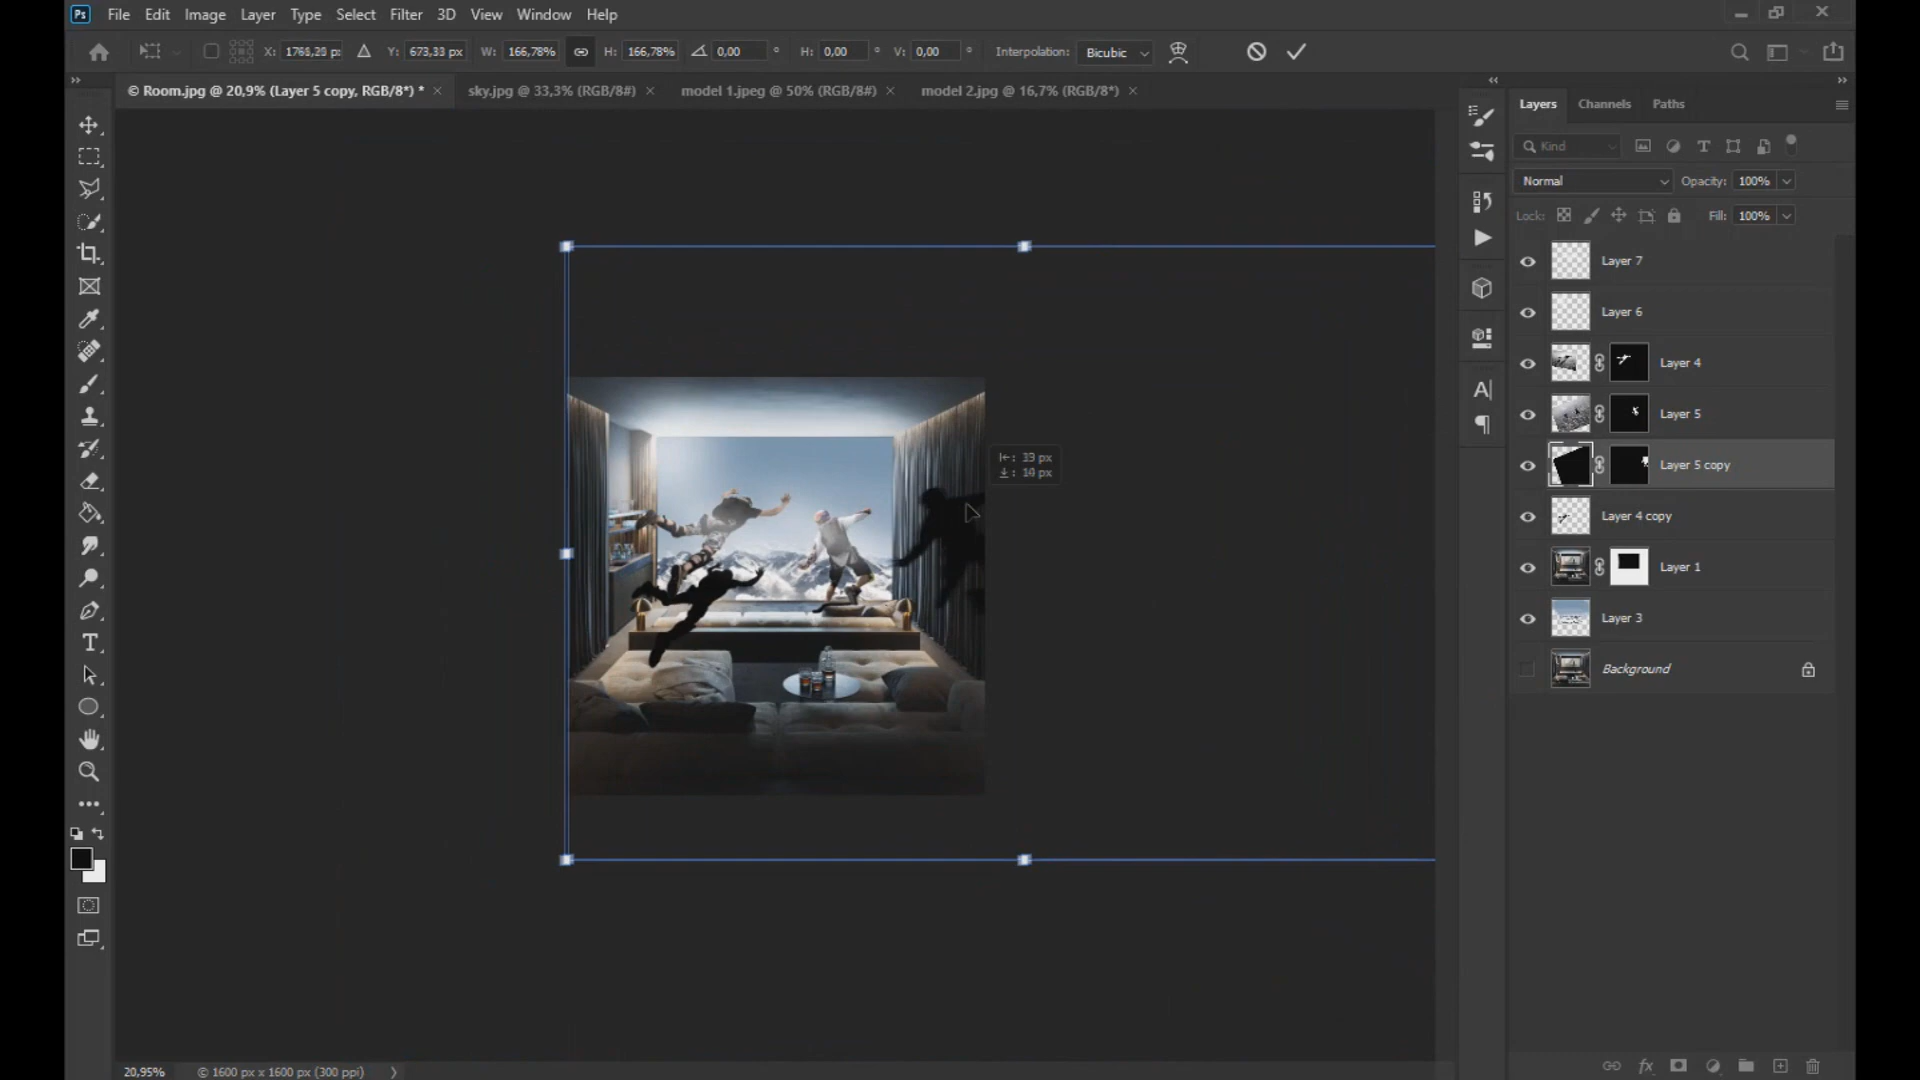 Ps File Edit Image Layer Type Select Filter 3D View Window Help
X: 1768,28 p: Y: 673,33 px W: 166,78% H: 166,78% 0,00 ° H: 0,00 ° V: 0,00 ° Interpolation: Bicubic
© Room.jpg @ 20,9% (Layer 5 copy, RGB/8*) * × sky.jpg @ 33,3% (RGB/8#) × model 1.jpeg @ 50% (RGB/8#) × model 2.jpg @ 16,7% (RGB/8*) ×
Layers Channels Paths
Kind
Normal Opacity: 100%
Lock: Fill: 100%
Layer 7
Layer 6
Layer 4
Layer 5
Layer 5 copy
Layer 4 copy
Layer 1
Layer 3
Background
: 33 px
: 10 px
20,95% © 1600 px x 1600 px (300 ppi)